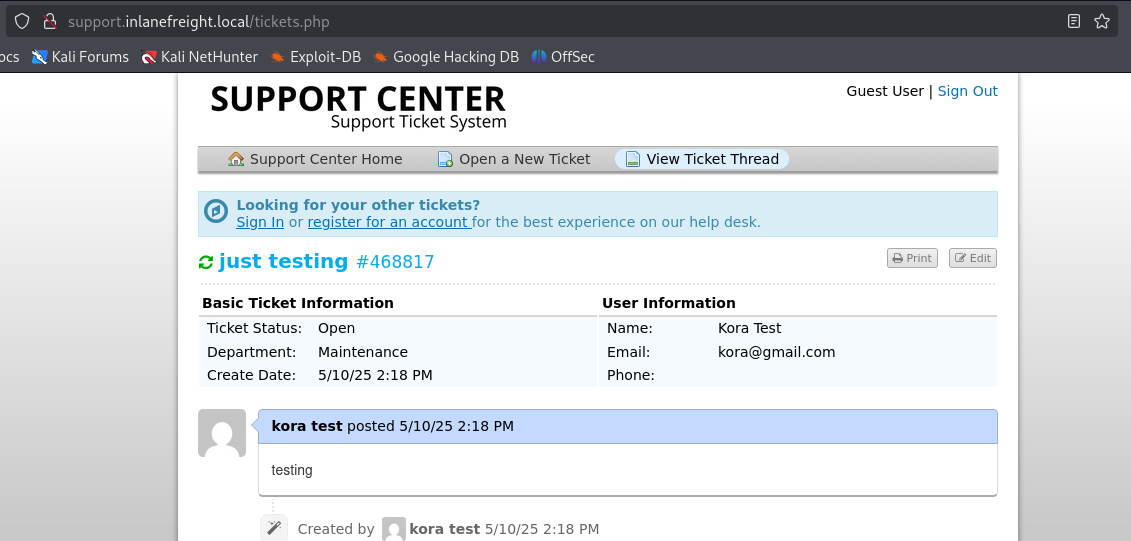 support.inlanefreight.local/tickets.php
ocs Kali Forums Kali NetHunter Exploit-DB Google Hacking DB OffSec
SUPPORT CENTER
Support Ticket System
Guest User | Sign Out
Support Center Home Open a New Ticket View Ticket Thread
Looking for your other tickets?
Sign In or register for an account for the best experience on our help desk.
just testing #468817 Print Edit
Basic Ticket Information User Information
Ticket Status: Open Name: Kora Test
Department: Maintenance Email: kora@gmail.com
Create Date: 5/10/25 2:18 PM Phone:
kora test posted 5/10/25 2:18 PM
testing
Created by kora test 5/10/25 2:18 PM